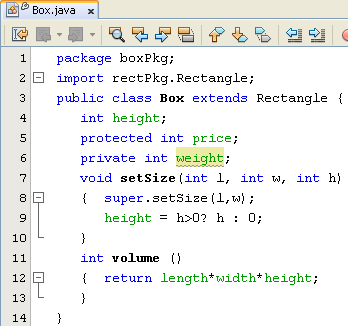 Box.java
1 package boxPkg;
2 import rectPkg.Rectangle;
3 public class Box extends Rectangle {
4 int height;
5 protected int price;
6 private int weight;
7 void setSize(int l, int w, int h)
8 { super.setSize(l,w);
9 height = h>0? h : 0;
10 }
11 int volume ()
12 { return length*width*height;
13 }
14 }